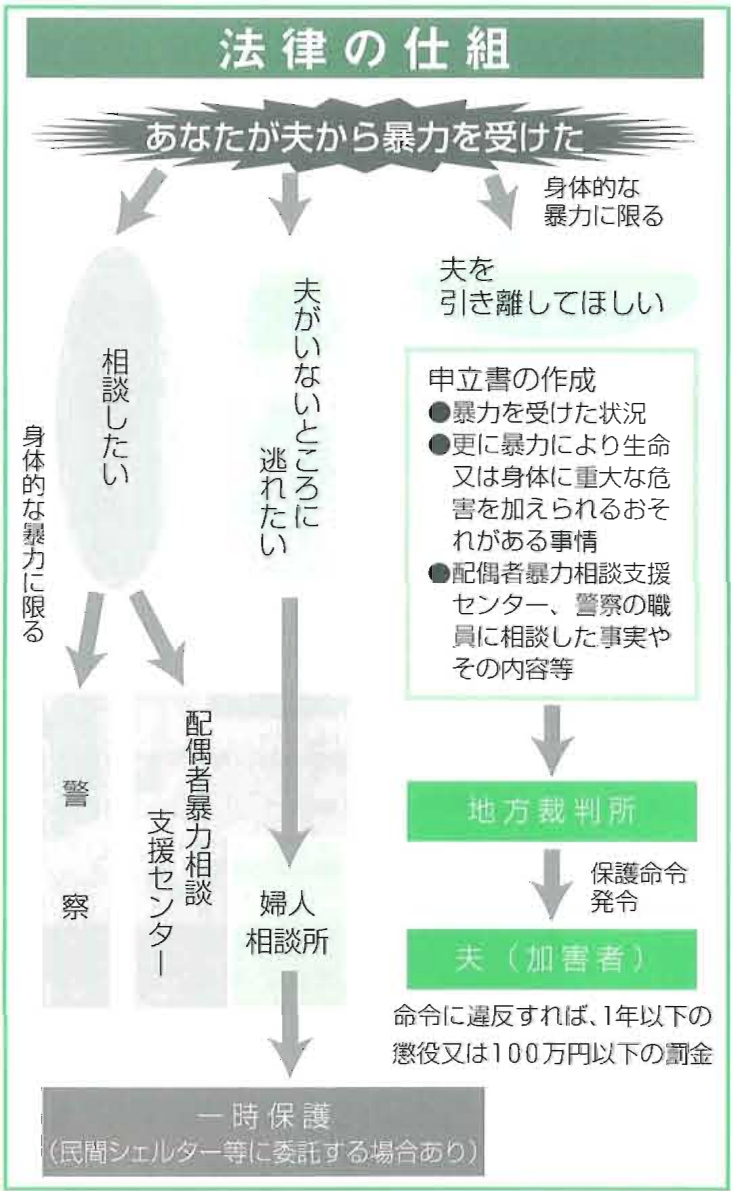 法律の仕組
あなたが夫から暴力を受けた
相談したい
身体的な暴力に限る
警察
配偶者暴力相談
支援センター
夫がいないところに
逃れたい
婦人
相談所
一時保護
(民間シェルター等に委託する場合あり)
身体的な
暴力に限る
夫を
引き離してほしい
申立書の作成
●暴力を受けた状況
●更に暴力により生命
又は身体に重大な危
害を加えられるおそ
れがある事情
●配偶者暴力相談支援
センター、警察の職
員に相談した事実や
その内容等
地方裁判所
保護命令
発令
夫(加害者)
命令に違反すれば、1年以下の
懲役又は100万円以下の罰金